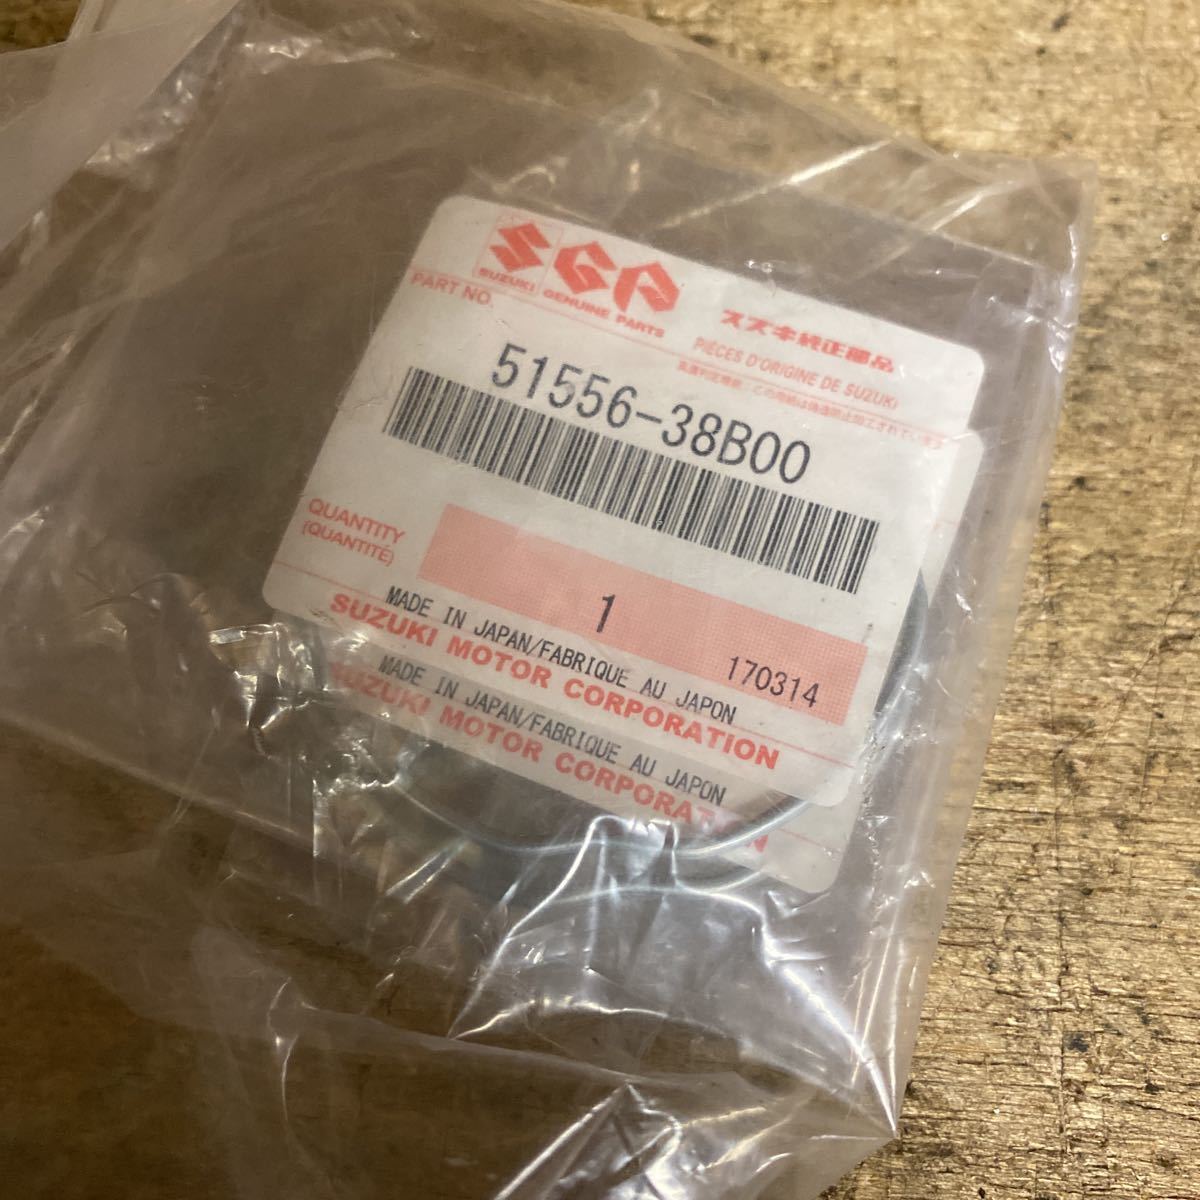 SGP
SUZUKI GENUINE PARTS
スズキ純正部品
PART NO.
PIÈCES D'ORIGINE DE SUZUKI
51556-38B00
QUANTITY
(QUANTITÉ)
1
170314
MADE IN JAPAN/FABRIQUE AU JAPON
SUZUKI MOTOR CORPORATION
MADE IN JAPAN/FABRIQUE AU JAPON
SUZUKI MOTOR CORPORATION